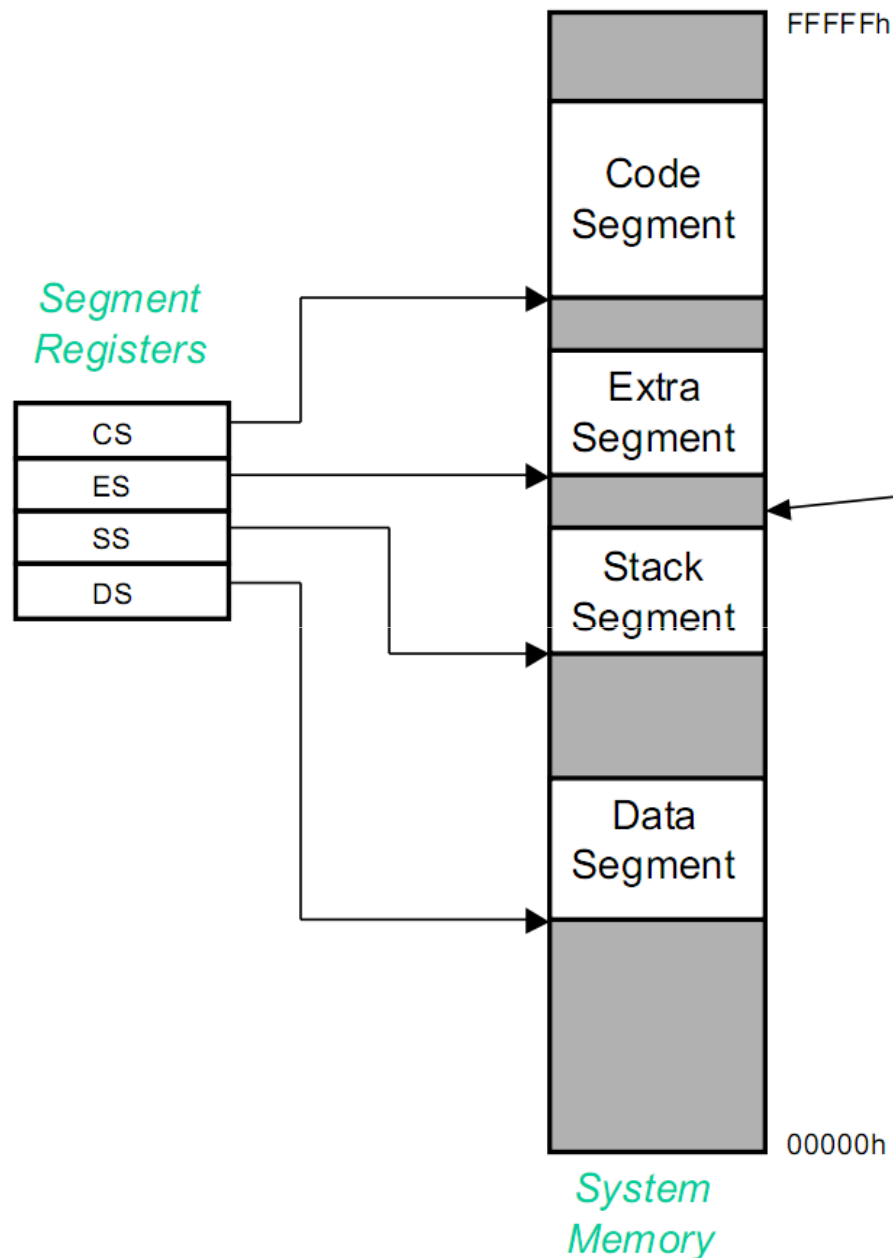 FFFFFh
Code
Segment
Segment
Registers
Extra
Segment
CS
ES
SS
DS
Stack
Segment
Data
Segment
00000h
System
Memory